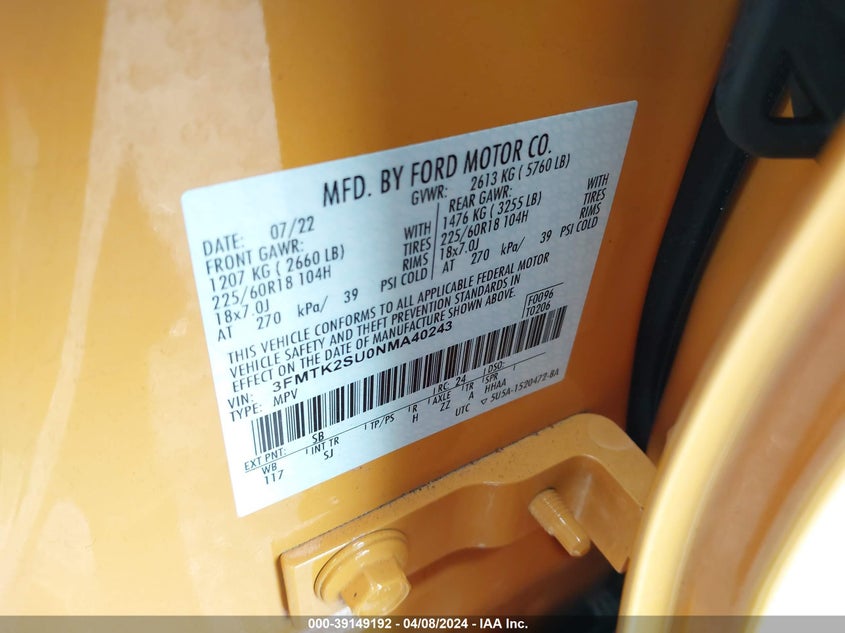 MFD. BY FORD MOTOR CO.
DATE: 07/22
GVWR: 2613 KG ( 5760 LB)
FRONT GAWR:
1207 KG ( 2660 LB) WITH
225/60R18 104H TIRES
18x7.0J RIMS
AT 270 kPa/ 39 PSI COLD
REAR GAWR:
1476 KG ( 3255 LB) WITH
225/60R18 104H TIRES
18x7.0J RIMS
AT 270 kPa/ 39 PSI COLD
THIS VEHICLE CONFORMS TO ALL APPLICABLE FEDERAL MOTOR
VEHICLE SAFETY AND THEFT PREVENTION STANDARDS IN
EFFECT ON THE DATE OF MANUFACTURE SHOWN ABOVE.
F0096
T0206
VIN: 3FMTK2SU0NMA40243
TYPE: MPV
RC: 24 DSO:
EXT PNT: SB
WB INT TR TP/PS R AXLE TR SPR
117 SJ H ZZ A HHAA
UTC ▽ 5USA-1520472-BA
000-39149192 - 04/08/2024 - IAA Inc.